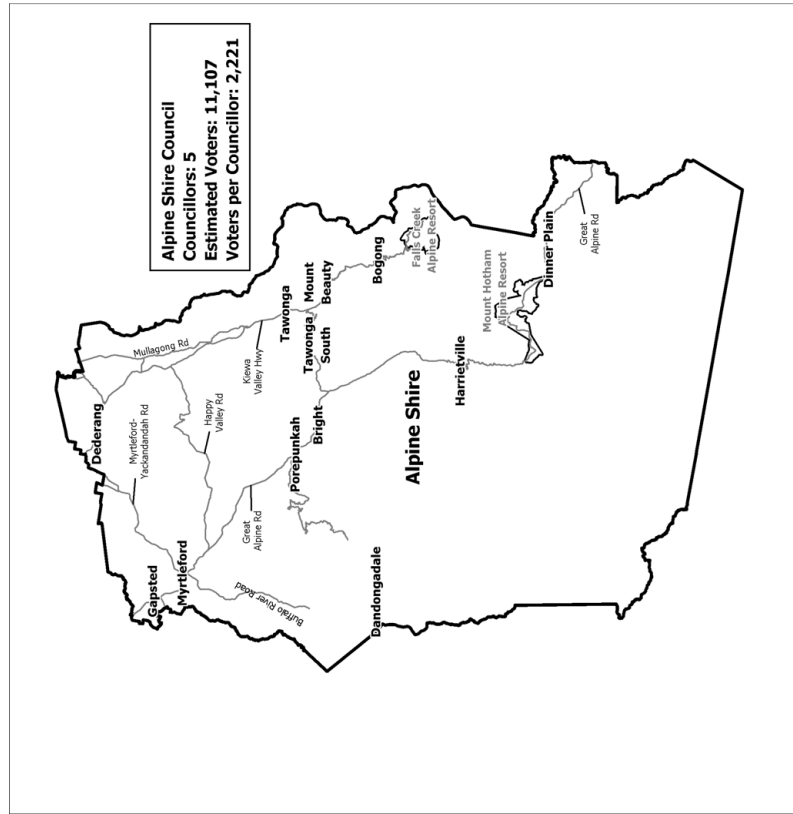 Alpine Shire Council
Councillors: 5
Estimated Voters: 11,107
Voters per Councillor: 2,221
Mullagong Rd
Dederang
Myrtleford-
Yackandandah Rd
Happy
Valley Rd
Kiewa
Valley Hwy
Gapsted
Myrtleford
Great
Alpine Rd
Buffalo River Road
Tawonga
Tawonga
South
Mount
Beauty
Porepunkah
Bright
Bogong
Falls Creek
Alpine Resort
Dandongadale
Alpine Shire
Harrietville
Mount Hotham
Alpine Resort
Dinner Plain
Great
Alpine Rd